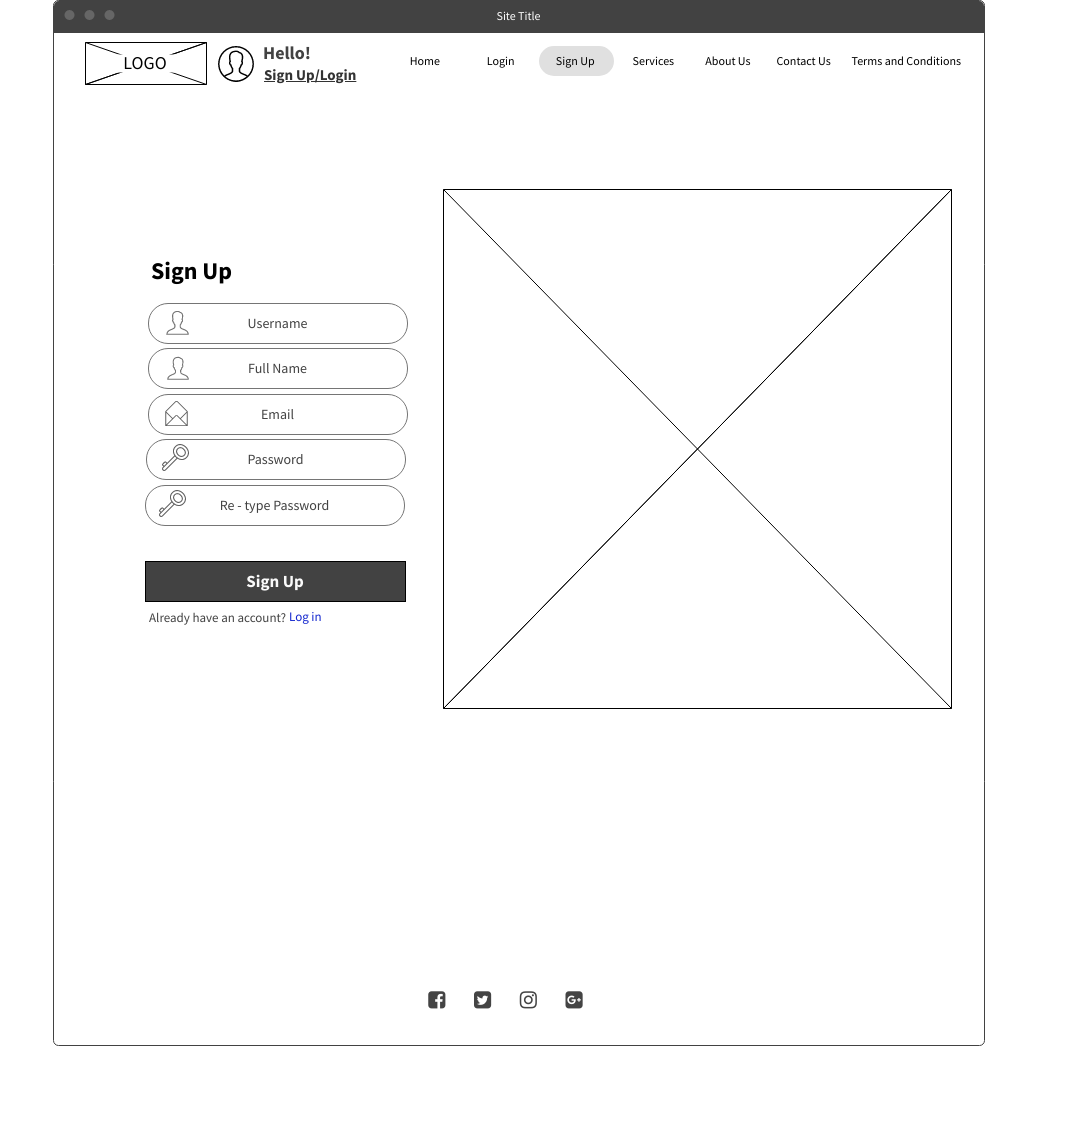 Site Title
LOGO
Hello!
Sign Up/Login
Home Login Sign Up Services About Us Contact Us Terms and Conditions
Sign Up
Username
Full Name
Email
Password
Re - type Password
Sign Up
Already have an account? Log in